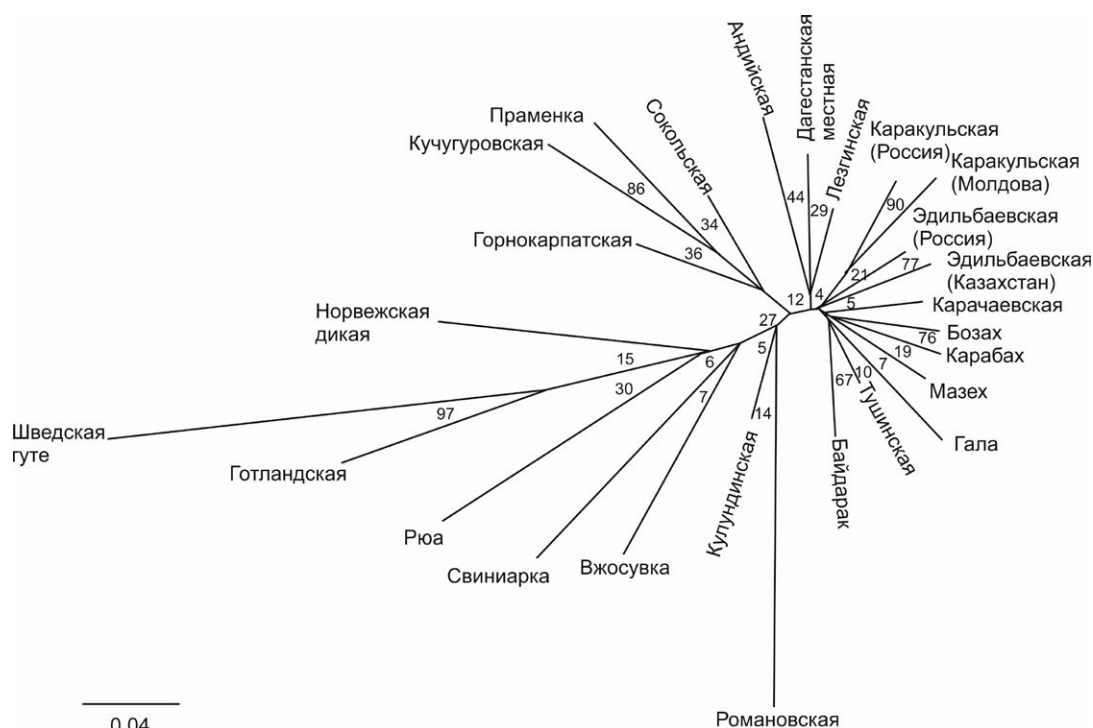 Андийская
Дагестанская
местная
Лезгинская
Сокольская
Праменка
Кучугуровская
Горнокарпатская
Каракульская
(Россия)
Каракульская
(Молдова)
Эдильбаевская
(Россия)
Эдильбаевская
(Казахстан)
Карачаевская
Бозах
Карабах
Мазех
Гала
Тушинская
Байдарак
Норвежская
дикая
Шведская
гуте
Готландская
Рюа
Свиниарка
Вжосувка
Кулундинская
Романовская
86
34
36
44
29
90
21
77
12
4
5
27
76
19
7
10
67
5
6
15
30
97
7
14
0.04